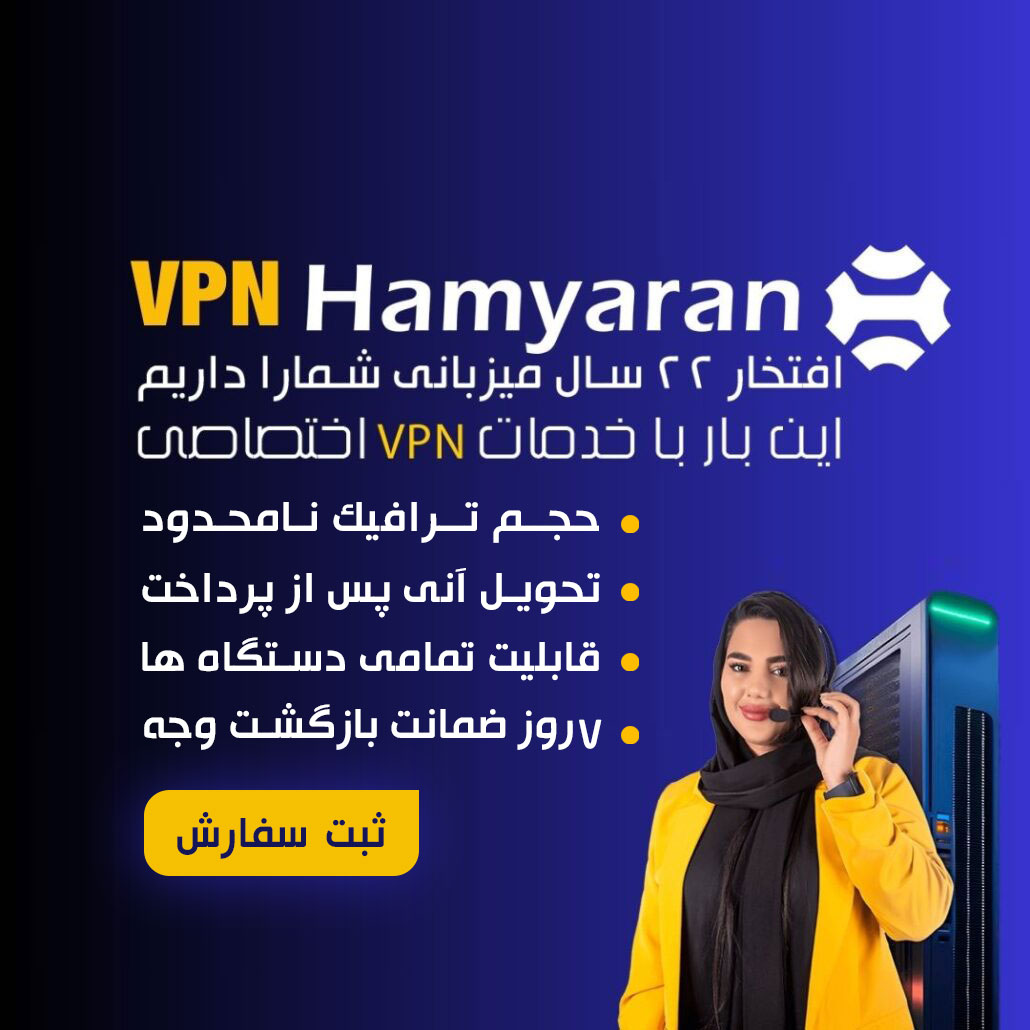 VPN Hamyaran
افتخار ۲۲ سال میزبانی شمارا داریم
این بار با خدمات VPN اختصاصی
حجم ترافیک نامحدود
تحویل آنی پس از پرداخت
قابلیت تمامی دستگاه ها
۷روز ضمانت بازگشت وجه
ثبت سفارش